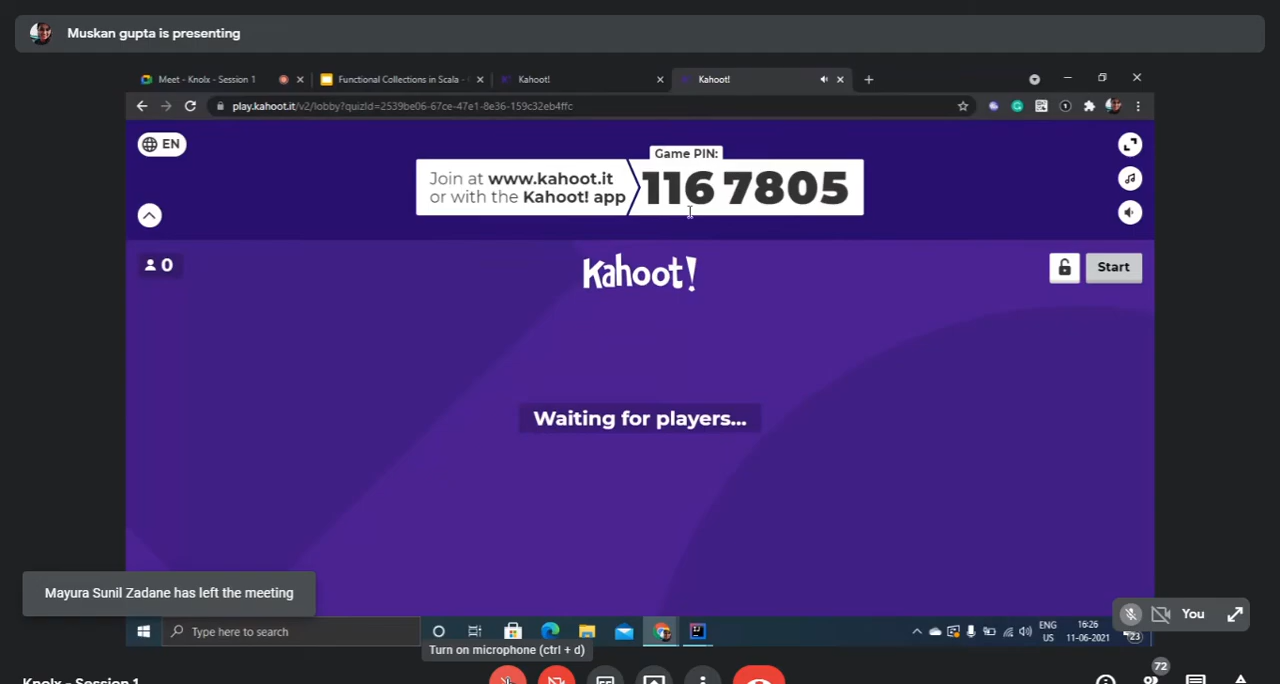 Muskan gupta is presenting
Meet - Knolx - Session 1
Functional Collections in Scala -
Kahoot!
Kahoot!
play.kahoot.it/v2/lobby?quizId=2539be06-67ce-47e1-8e36-159c32eb4ffc
EN
Game PIN:
Join at www.kahoot.it
or with the Kahoot! app
116 7805
0
Kahoot!
Start
Waiting for players...
Mayura Sunil Zadane has left the meeting
You
Type here to search
ENG
US
16:26
11-06-2021
23
Turn on microphone (ctrl + d)
72
Knolx - Session 1